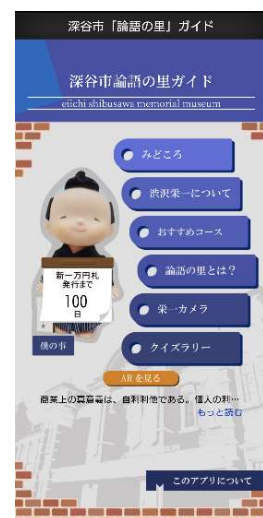 深谷市「論語の里」ガイド
深谷市論語の里ガイド
eiichi shibusawa memorial museum
みどころ
渋沢栄一について
おすすめコース
論語の里とは？
栄一カメラ
クイズラリー
新一万円札
発行まで
100
日
僕の事
ARを見る
商業上の真意義は、自利利他である。個人の利…
もっと読む
このアプリについて